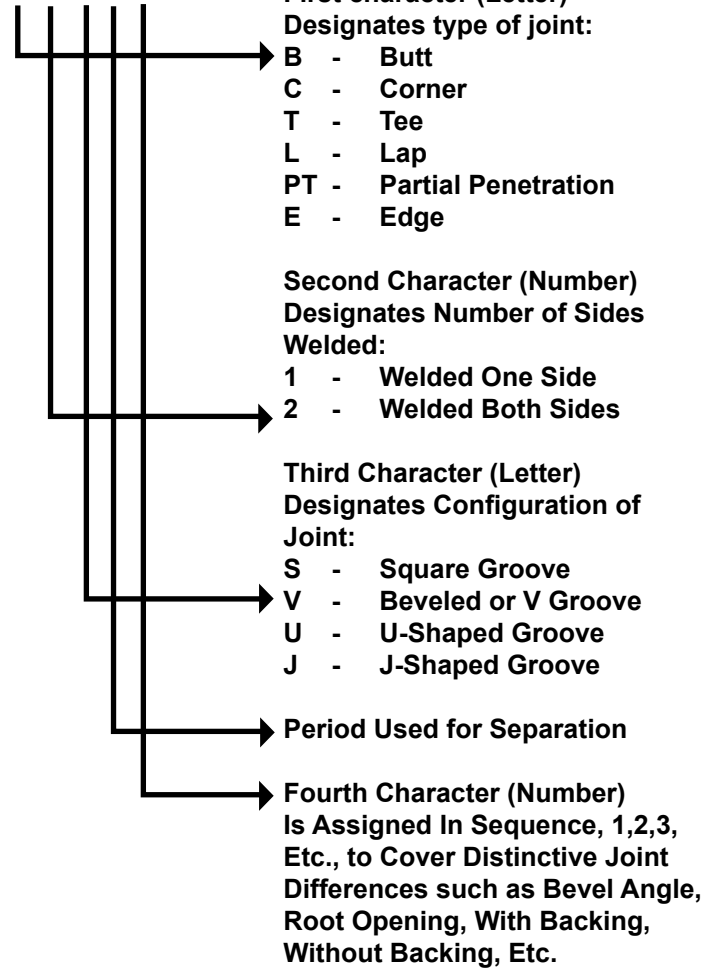 First character (Letter)
Designates type of joint:
B - Butt
C - Corner
T - Tee
L - Lap
PT - Partial Penetration
E - Edge
Second Character (Number)
Designates Number of Sides
Welded:
1 - Welded One Side
2 - Welded Both Sides
Third Character (Letter)
Designates Configuration of
Joint:
S - Square Groove
V - Beveled or V Groove
U - U-Shaped Groove
J - J-Shaped Groove
Period Used for Separation
Fourth Character (Number)
Is Assigned In Sequence, 1,2,3,
Etc., to Cover Distinctive Joint
Differences such as Bevel Angle,
Root Opening, With Backing,
Without Backing, Etc.